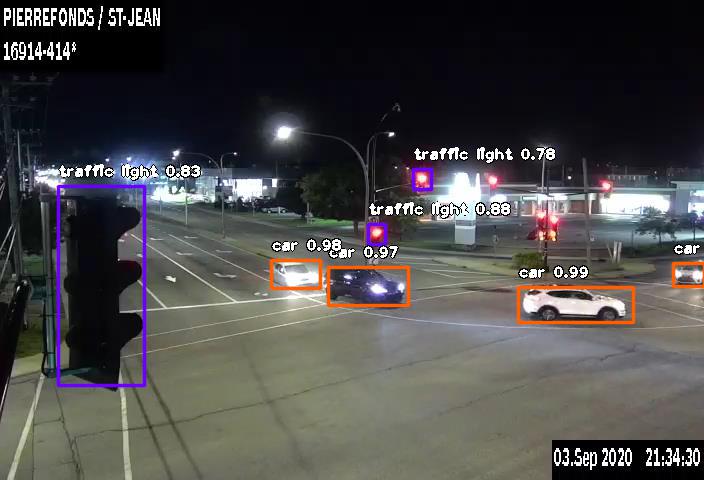 PIERREFONDS / ST-JEAN
16914-414*
traffic light 0.78
traffic light 0.83
traffic light 0.88
car 0.98
car 0.97
car
car 0.99
03.Sep 2020 21:34:30